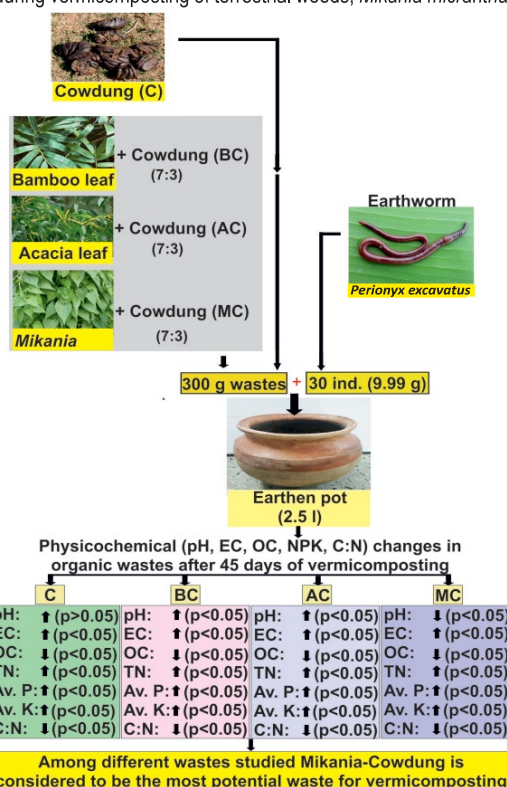 during vermicomposting of terrestrial weeds, Mikania micrantha
Cowdung (C)
Bamboo leaf
+ Cowdung (BC)
(7:3)
Acacia leaf
+ Cowdung (AC)
(7:3)
Mikania
+ Cowdung (MC)
(7:3)
Earthworm
Perionyx excavatus
300 g wastes + 30 ind. (9.99 g)
Earthen pot
(2.5 l)
Physicochemical (pH, EC, OC, NPK, C:N) changes in
organic wastes after 45 days of vermicomposting
C
pH: ⬆ (p>0.05)
EC: ⬆ (p<0.05)
OC: ⬇ (p<0.05)
TN: ⬆ (p<0.05)
Av. P: ⬆ (p<0.05)
Av. K: ⬆ (p<0.05)
C:N: ⬇ (p<0.05)
BC
pH: ⬆ (p<0.05)
EC: ⬆ (p<0.05)
OC: ⬇ (p<0.05)
TN: ⬆ (p<0.05)
Av. P: ⬆ (p<0.05)
Av. K: ⬆ (p<0.05)
C:N: ⬇ (p<0.05)
AC
pH: ⬆ (p<0.05)
EC: ⬆ (p<0.05)
OC: ⬇ (p<0.05)
TN: ⬆ (p<0.05)
Av. P: ⬆ (p<0.05)
Av. K: ⬆ (p<0.05)
C:N: ⬇ (p<0.05)
MC
pH: ⬇ (p<0.05)
EC: ⬆ (p<0.05)
OC: ⬇ (p<0.05)
TN: ⬆ (p<0.05)
Av. P: ⬆ (p<0.05)
Av. K: ⬆ (p<0.05)
C:N: ⬇ (p<0.05)
Among different wastes studied Mikania-Cowdung is
considered to be the most potential waste for vermicomposting